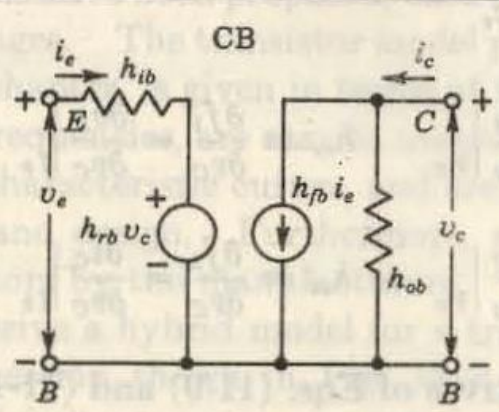 CB
i_e h_ib i_c
+ E C +
v_e h_rb v_c + − h_fb i_e h_ob v_c
− −
B B